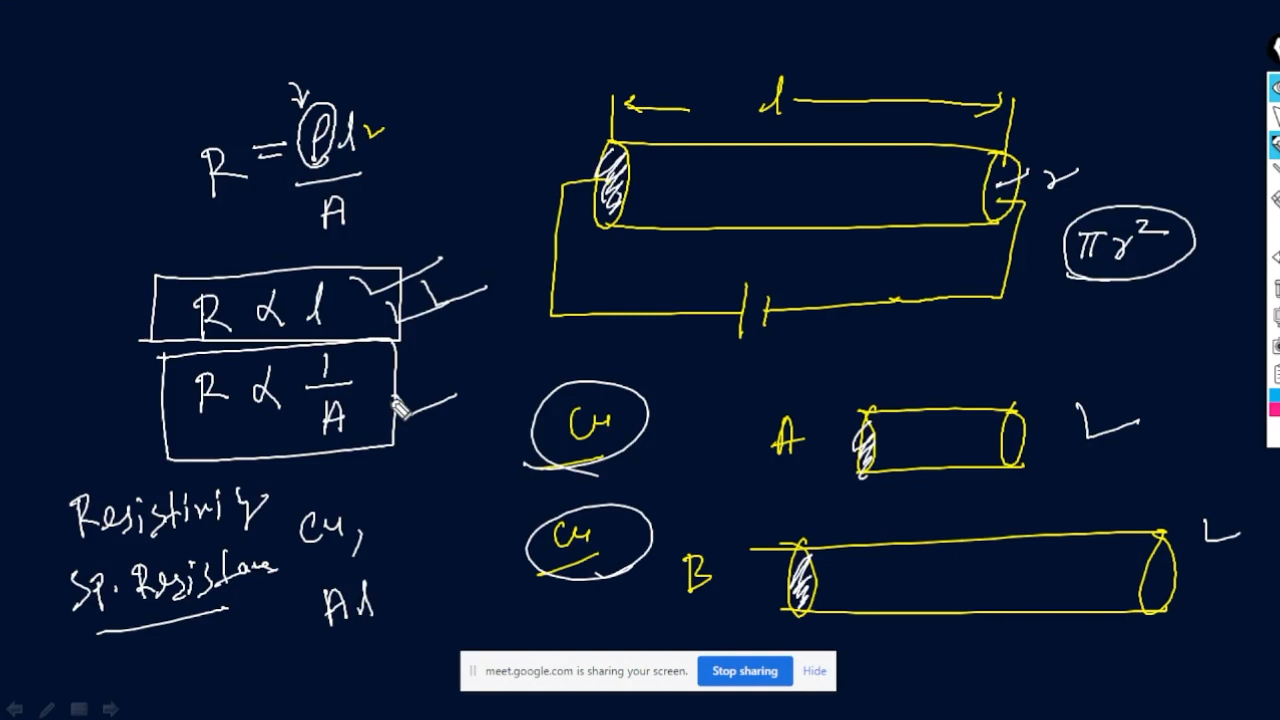 R = ρl
A
R ∝ l
R ∝ 1
A
Resistivity Cu,
Sp. Resistans
Al
l
r
πr²
Cu A
Cu B
meet.google.com is sharing your screen. Stop sharing Hide